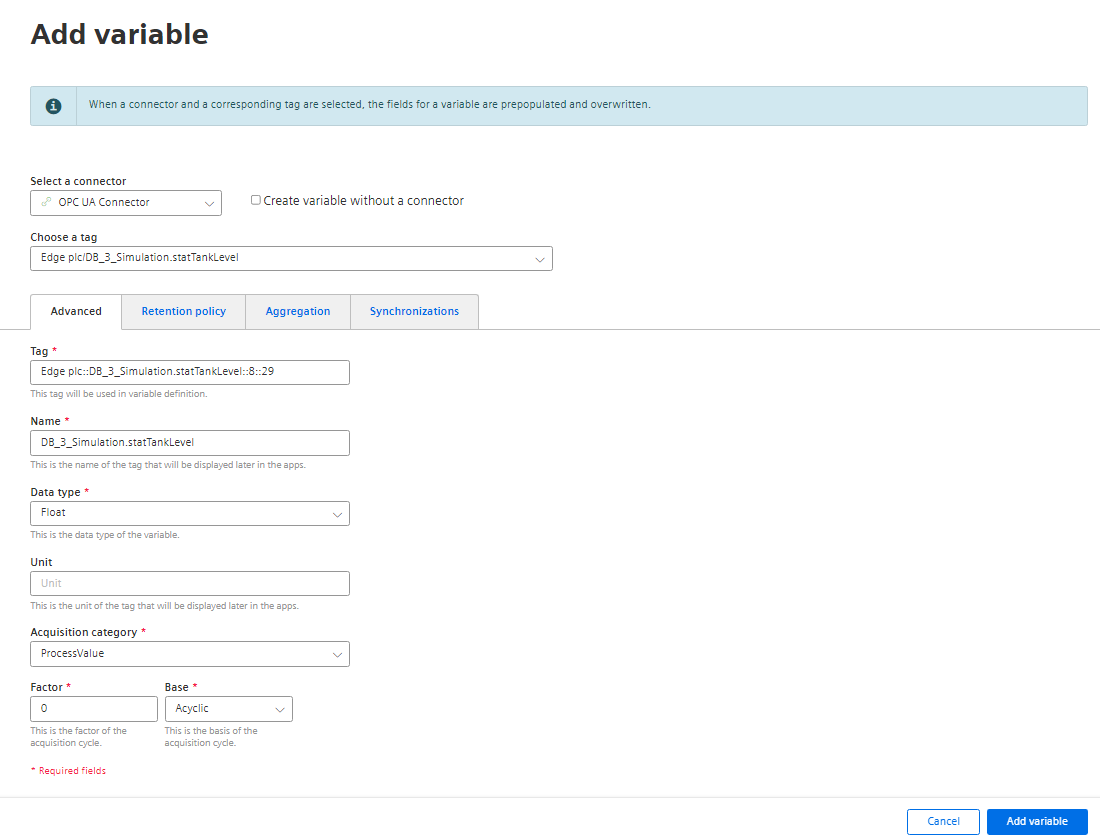 Add variable
When a connector and a corresponding tag are selected, the fields for a variable are prepopulated and overwritten.
Select a connector
OPC UA Connector
Create variable without a connector
Choose a tag
Edge plc/DB_3_Simulation.statTankLevel
Advanced Retention policy Aggregation Synchronizations
Tag *
Edge plc::DB_3_Simulation.statTankLevel::8::29
This tag will be used in variable definition.
Name *
DB_3_Simulation.statTankLevel
This is the name of the tag that will be displayed later in the apps.
Data type *
Float
This is the data type of the variable.
Unit
Unit
This is the unit of the tag that will be displayed later in the apps.
Acquisition category *
ProcessValue
Factor * Base *
0 Acyclic
This is the factor of the This is the basis of the
acquisition cycle. acquisition cycle.
* Required fields
Cancel Add variable